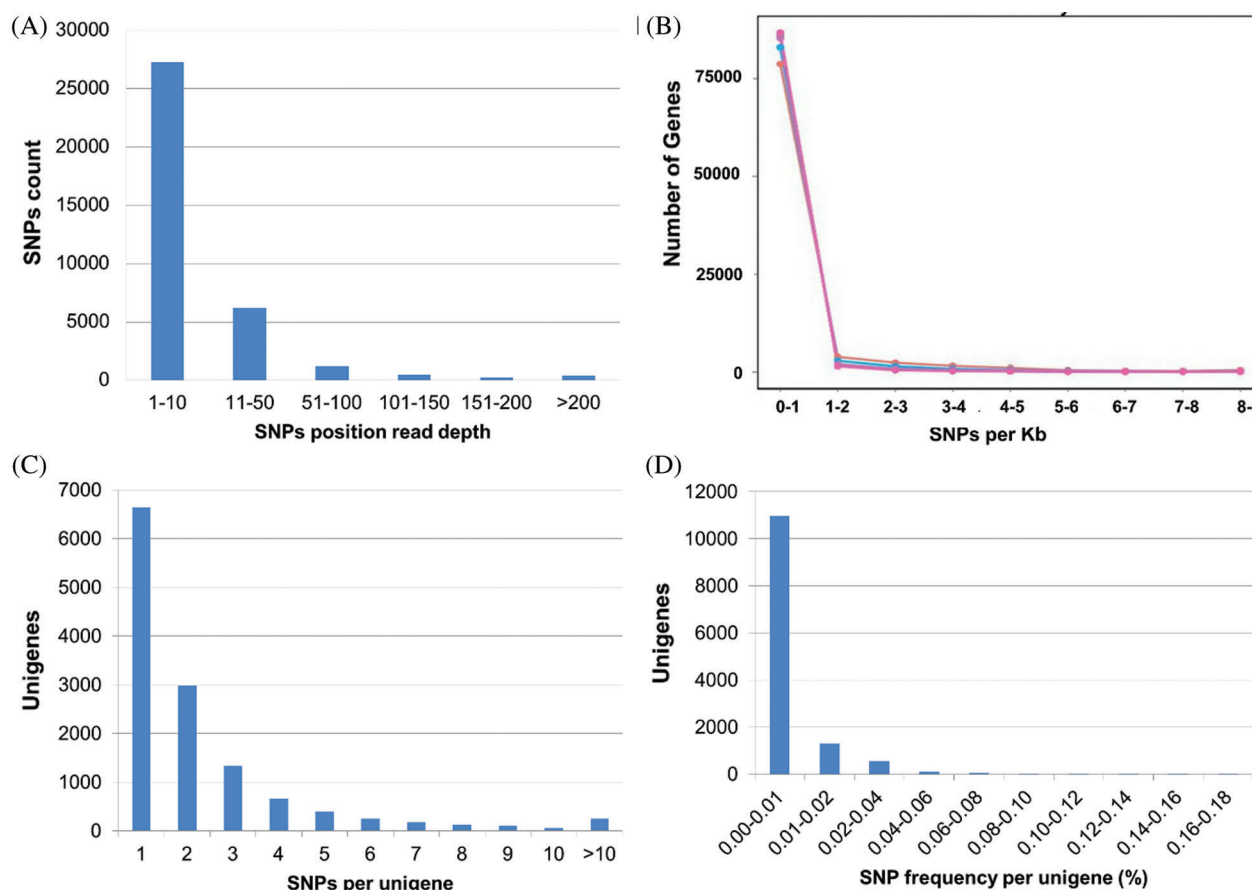 (A)
30000
25000
20000
15000
10000
5000
0
SNPs count
1-10 11-50 51-100 101-150 151-200 >200
SNPs position read depth
(B)
75000
50000
25000
0
Number of Genes
0-1 1-2 2-3 3-4 4-5 5-6 6-7 7-8 8-
SNPs per Kb
(C)
7000
6000
5000
4000
3000
2000
1000
0
Unigenes
1 2 3 4 5 6 7 8 9 10 >10
SNPs per unigene
(D)
12000
10000
8000
6000
4000
2000
0
Unigenes
0.00-0.01 0.01-0.02 0.02-0.04 0.04-0.06 0.06-0.08 0.08-0.10 0.10-0.12 0.12-0.14 0.14-0.16 0.16-0.18
SNP frequency per unigene (%)